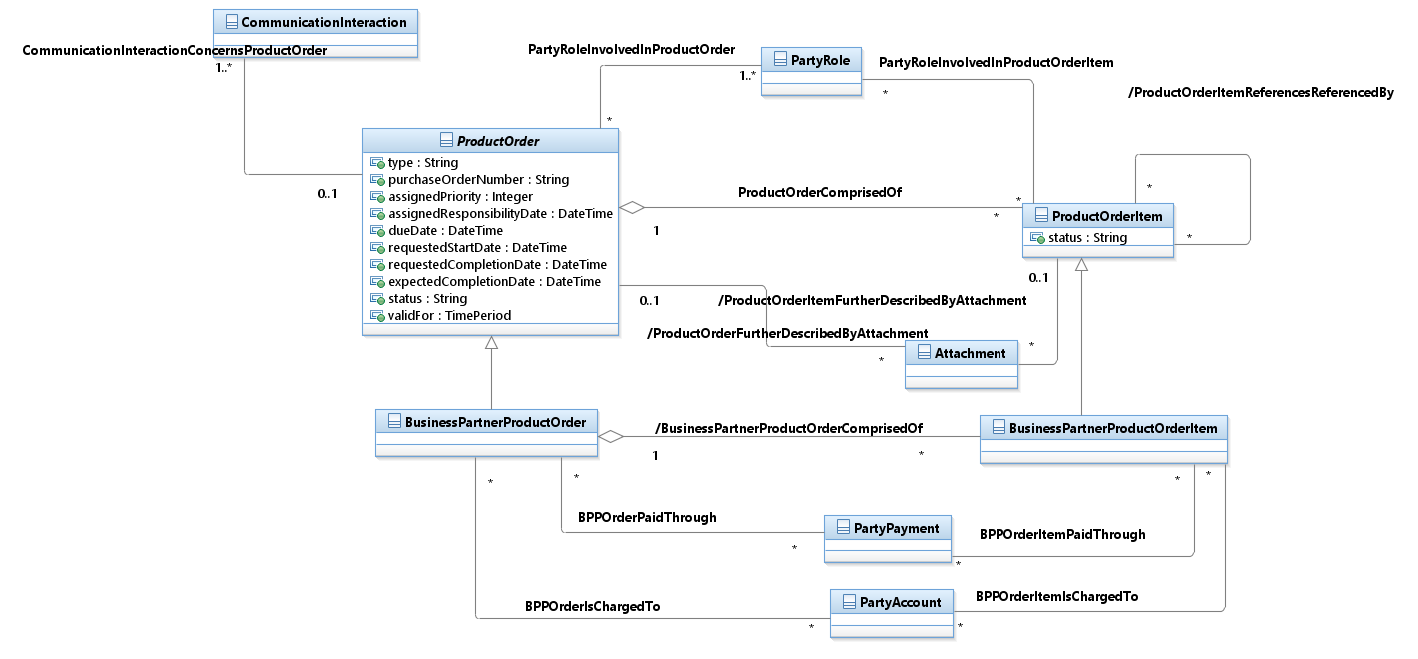 CommunicationInteraction
CommunicationInteractionConcernsProductOrder
1..*
0..1
PartyRoleInvolvedInProductOrder
1..*
*
PartyRole
PartyRoleInvolvedInProductOrderItem
*
*
/ProductOrderItemReferencesReferencedBy
*
*
ProductOrder
type : String
purchaseOrderNumber : String
assignedPriority : Integer
assignedResponsibilityDate : DateTime
dueDate : DateTime
requestedStartDate : DateTime
requestedCompletionDate : DateTime
expectedCompletionDate : DateTime
status : String
validFor : TimePeriod
ProductOrderComprisedOf
1
*
ProductOrderItem
status : String
0..1
0..1
/ProductOrderItemFurtherDescribedByAttachment
/ProductOrderFurtherDescribedByAttachment
*
*
Attachment
BusinessPartnerProductOrder
/BusinessPartnerProductOrderComprisedOf
1
*
BusinessPartnerProductOrderItem
*
*
*
*
BPPOrderPaidThrough
*
PartyPayment
BPPOrderItemPaidThrough
*
BPPOrderIsChargedTo
*
PartyAccount
BPPOrderItemIsChargedTo
*